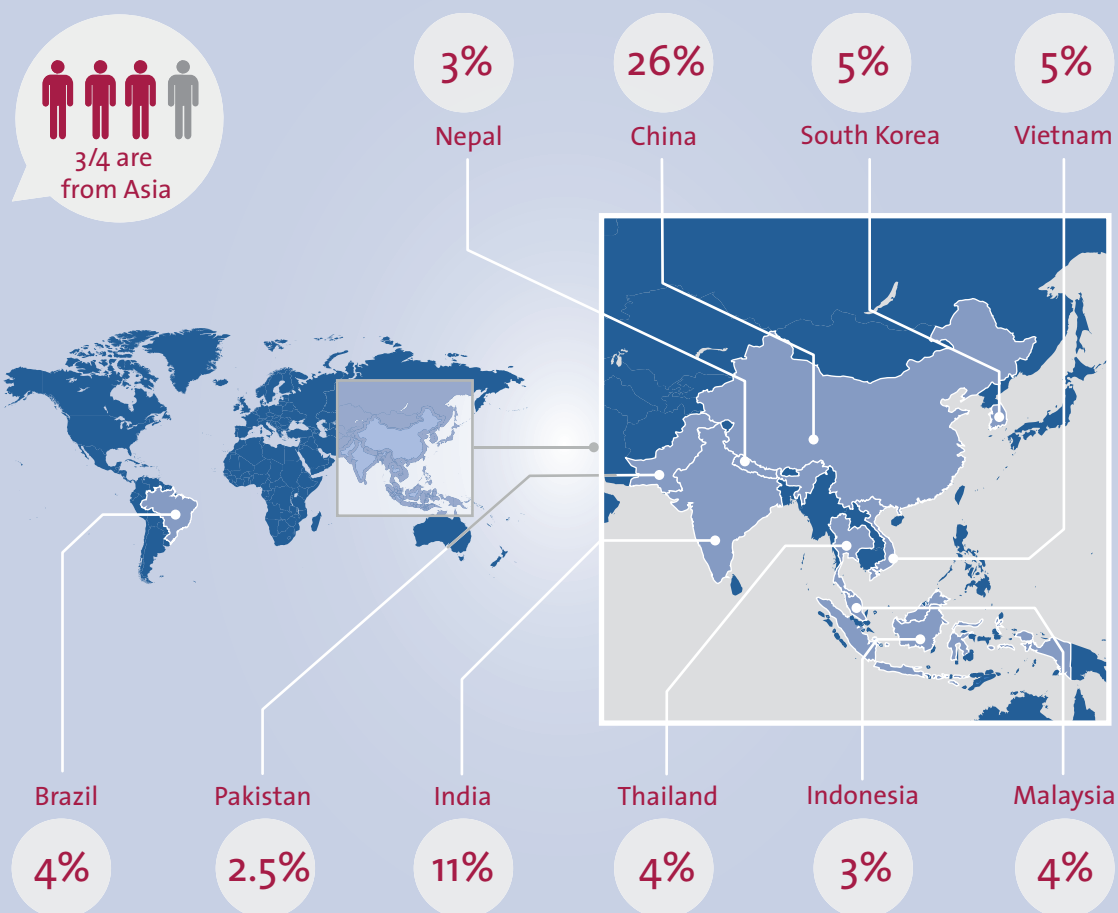 3/4 are
from Asia
3%
Nepal
26%
China
5%
South Korea
5%
Vietnam
Brazil
4%
Pakistan
2.5%
India
11%
Thailand
4%
Indonesia
3%
Malaysia
4%